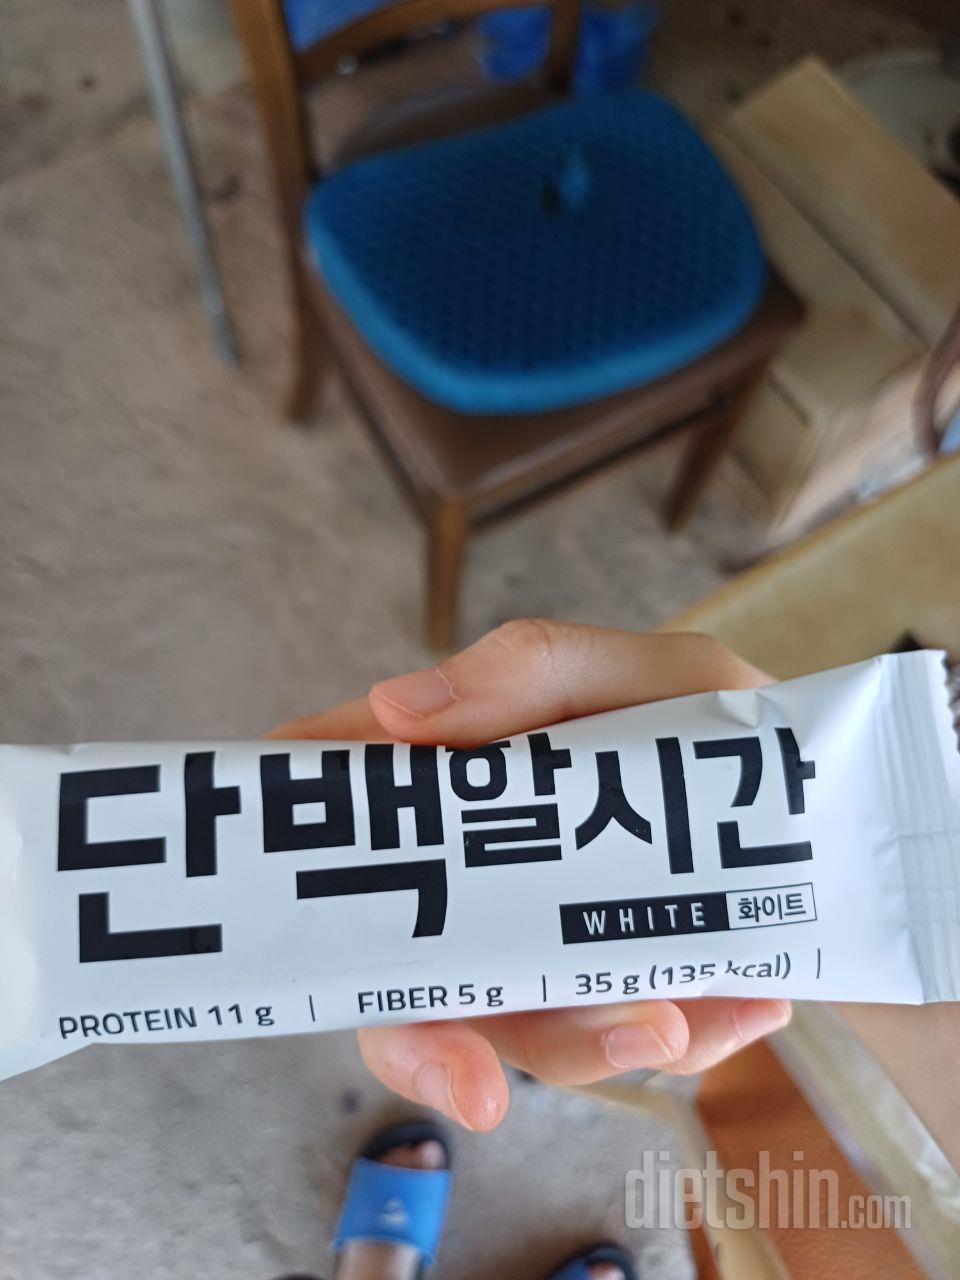 단백할시간
WHITE 화이트
PROTEIN 11 g | FIBER 5 g | 35 g (135 kcal) |
dietshin.com